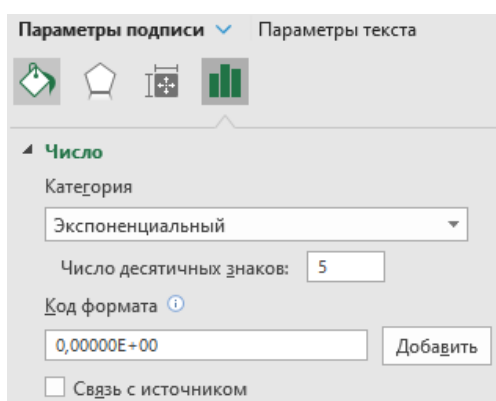 Параметры подписи Параметры текста
Число
Категория
Экспоненциальный
Число десятичных знаков: 5
Код формата
0,00000E+00 Добавить
Связь с источником